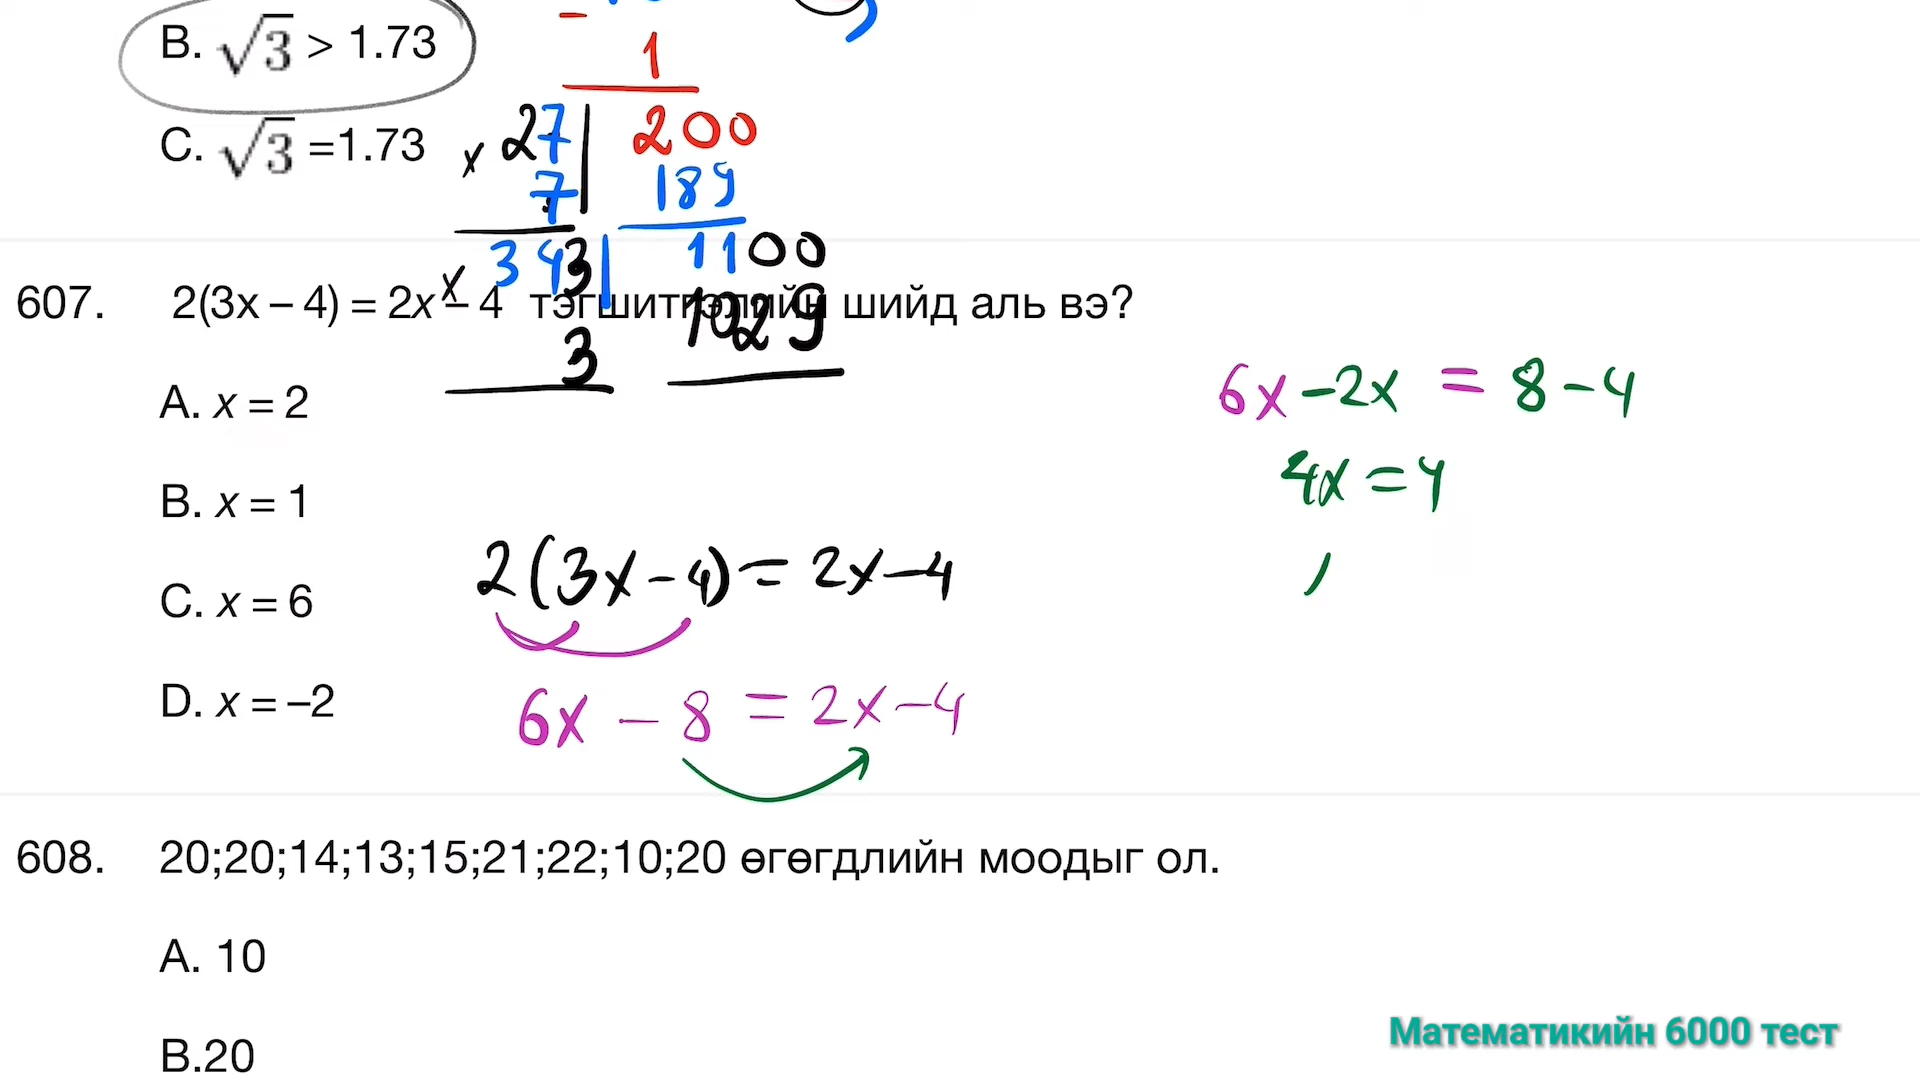 B. √3 > 1.73
C. √3 =1.73
1
x 27 | 200
7 | 189
x 343 | 1100
3 1029
607. 2(3x – 4) = 2x – 4 тэгшитгэлийн шийд аль вэ?
A. x = 2
B. x = 1
C. x = 6
D. x = –2
2(3x-4)= 2x-4
6x - 8 = 2x-4
6x -2x = 8-4
4x = 4
608. 20;20;14;13;15;21;22;10;20 өгөгдлийн моодыг ол.
A. 10
B.20
Математикийн 6000 тест